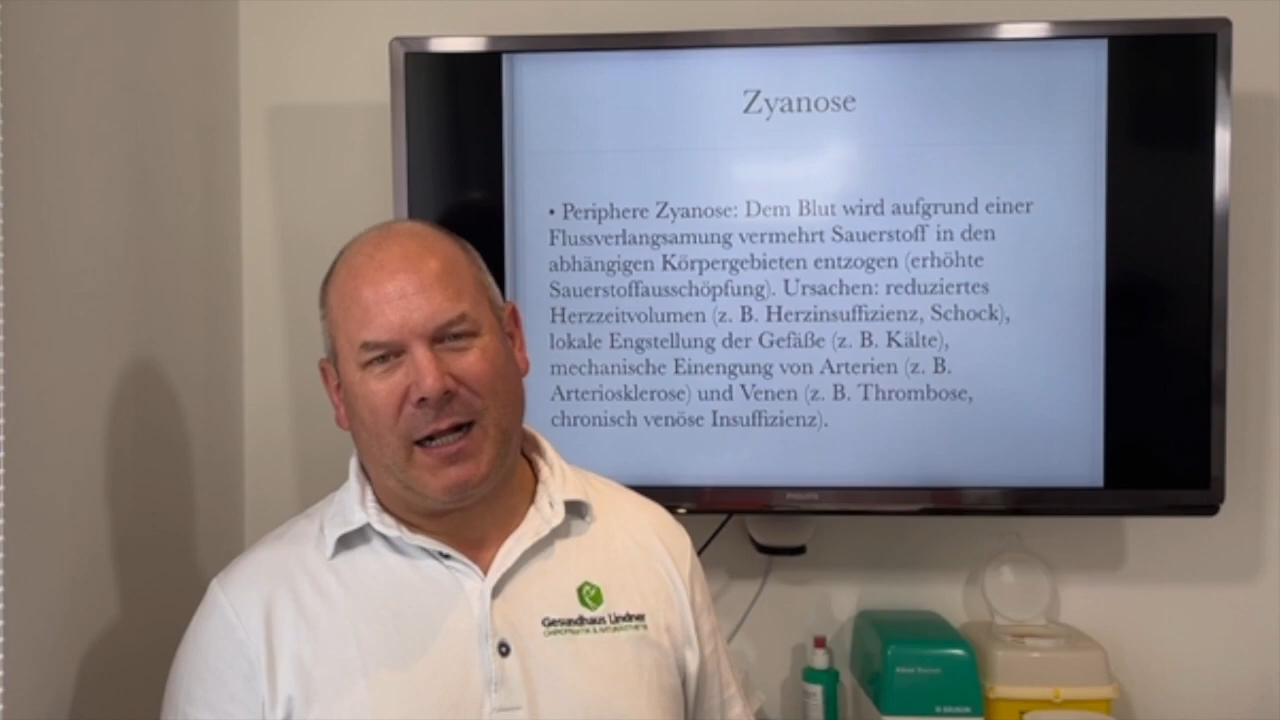 Zyanose
• Periphere Zyanose: Dem Blut wird aufgrund einer
Flussverlangsamung vermehrt Sauerstoff in den
abhängigen Körpergebieten entzogen (erhöhte
Sauerstoffausschöpfung). Ursachen: reduziertes
Herzzeitvolumen (z. B. Herzinsuffizienz, Schock),
lokale Engstellung der Gefäße (z. B. Kälte),
mechanische Einengung von Arterien (z. B.
Arteriosklerose) und Venen (z. B. Thrombose,
chronisch venöse Insuffizienz).
PHILIPS
Gesundhaus Lindner
B BRAUN